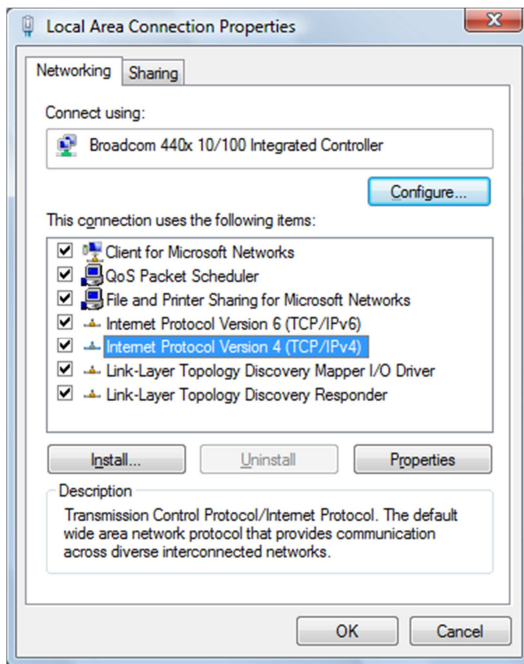 Local Area Connection Properties
Networking
Sharing
Connect using:
Broadcom 440x 10/100 Integrated Controller
Configure...
This connection uses the following items:
Client for Microsoft Networks
QoS Packet Scheduler
File and Printer Sharing for Microsoft Networks
Internet Protocol Version 6 (TCP/IPv6)
Internet Protocol Version 4 (TCP/IPv4)
Link-Layer Topology Discovery Mapper I/O Driver
Link-Layer Topology Discovery Responder
Install...
Uninstall
Properties
Description
Transmission Control Protocol/Internet Protocol. The default
wide area network protocol that provides communication
across diverse interconnected networks.
OK
Cancel